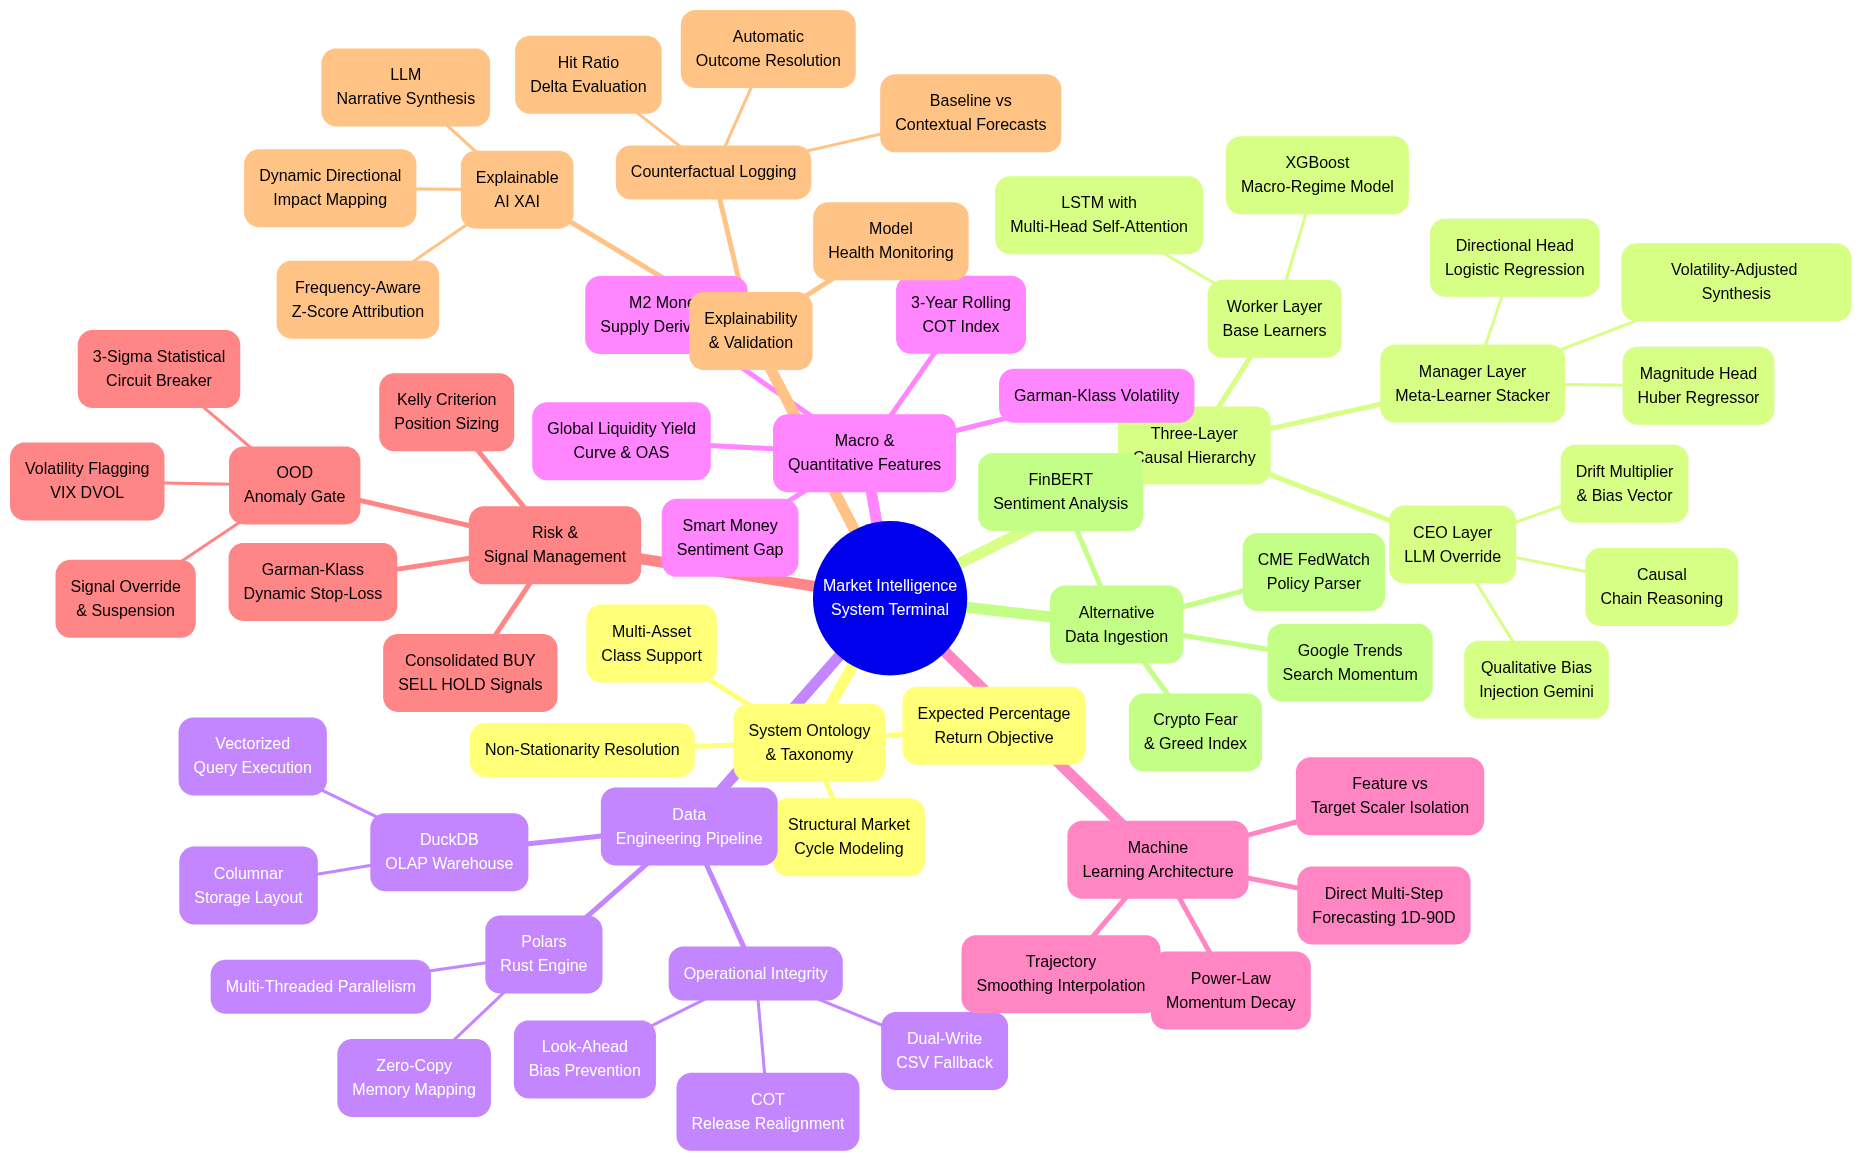 Automatic
Outcome Resolution
Hit Ratio
Delta Evaluation
LLM
Narrative Synthesis
Baseline vs
Contextual Forecasts
Counterfactual Logging
Explainable
AI XAI
Dynamic Directional
Impact Mapping
Frequency-Aware
Z-Score Attribution
Model
Health Monitoring
Explainability
& Validation
M2
Supply
3-Year Rolling
COT Index
Garman-Klass Volatility
Global Liquidity Yield
Curve & OAS
Macro &
Quantitative Features
Smart Money
Sentiment Gap
XGBoost
Macro-Regime Model
LSTM with
Multi-Head Self-Attention
Worker Layer
Base Learners
Directional Head
Logistic Regression
Volatility-Adjusted
Synthesis
Manager Layer
Meta-Learner Stacker
Magnitude Head
Huber Regressor
Three-Layer
Causal Hierarchy
Drift Multiplier
& Bias Vector
CEO Layer
LLM Override
Causal
Chain Reasoning
Qualitative Bias
Injection Gemini
FinBERT
Sentiment Analysis
CME FedWatch
Policy Parser
Alternative
Data Ingestion
Google Trends
Search Momentum
Crypto Fear
& Greed Index
3-Sigma Statistical
Circuit Breaker
Kelly Criterion
Position Sizing
Volatility Flagging
VIX DVOL
OOD
Anomaly Gate
Risk &
Signal Management
Signal Override
& Suspension
Garman-Klass
Dynamic Stop-Loss
Consolidated BUY
SELL HOLD Signals
Market Intelligence
System Terminal
Multi-Asset
Class Support
Non-Stationarity Resolution
System Ontology
& Taxonomy
Expected Percentage
Return Objective
Structural Market
Cycle Modeling
Vectorized
Query Execution
Data
Engineering Pipeline
DuckDB
OLAP Warehouse
Columnar
Storage Layout
Polars
Rust Engine
Multi-Threaded Parallelism
Zero-Copy
Memory Mapping
Operational Integrity
Look-Ahead
Bias Prevention
COT
Release Realignment
Dual-Write
CSV Fallback
Feature vs
Target Scaler Isolation
Machine
Learning Architecture
Direct Multi-Step
Forecasting 1D-90D
Trajectory
Smoothing Interpolation
Power-Law
Momentum Decay